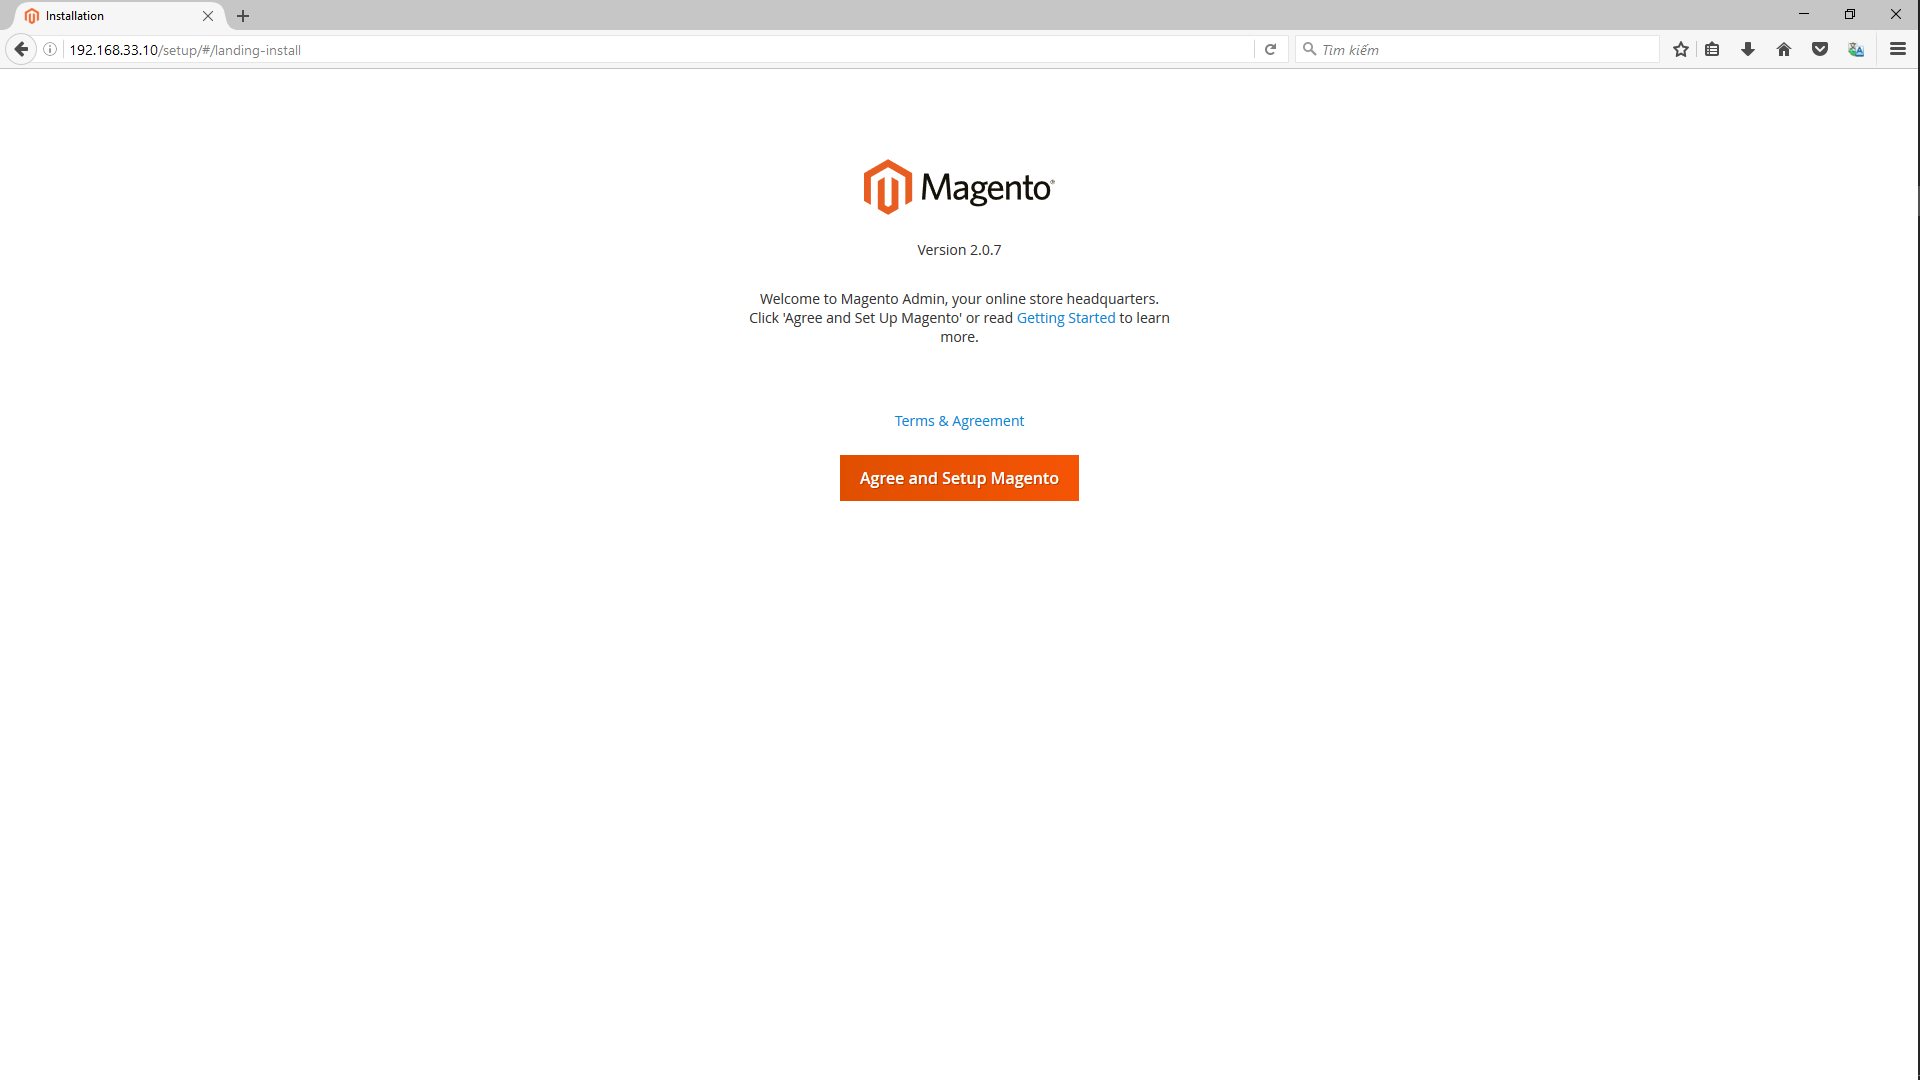 Installation
192.168.33.10/setup/#/landing-install
Tìm kiếm
Magento®
Version 2.0.7
Welcome to Magento Admin, your online store headquarters.
Click 'Agree and Set Up Magento' or read Getting Started to learn
more.
Terms & Agreement
Agree and Setup Magento